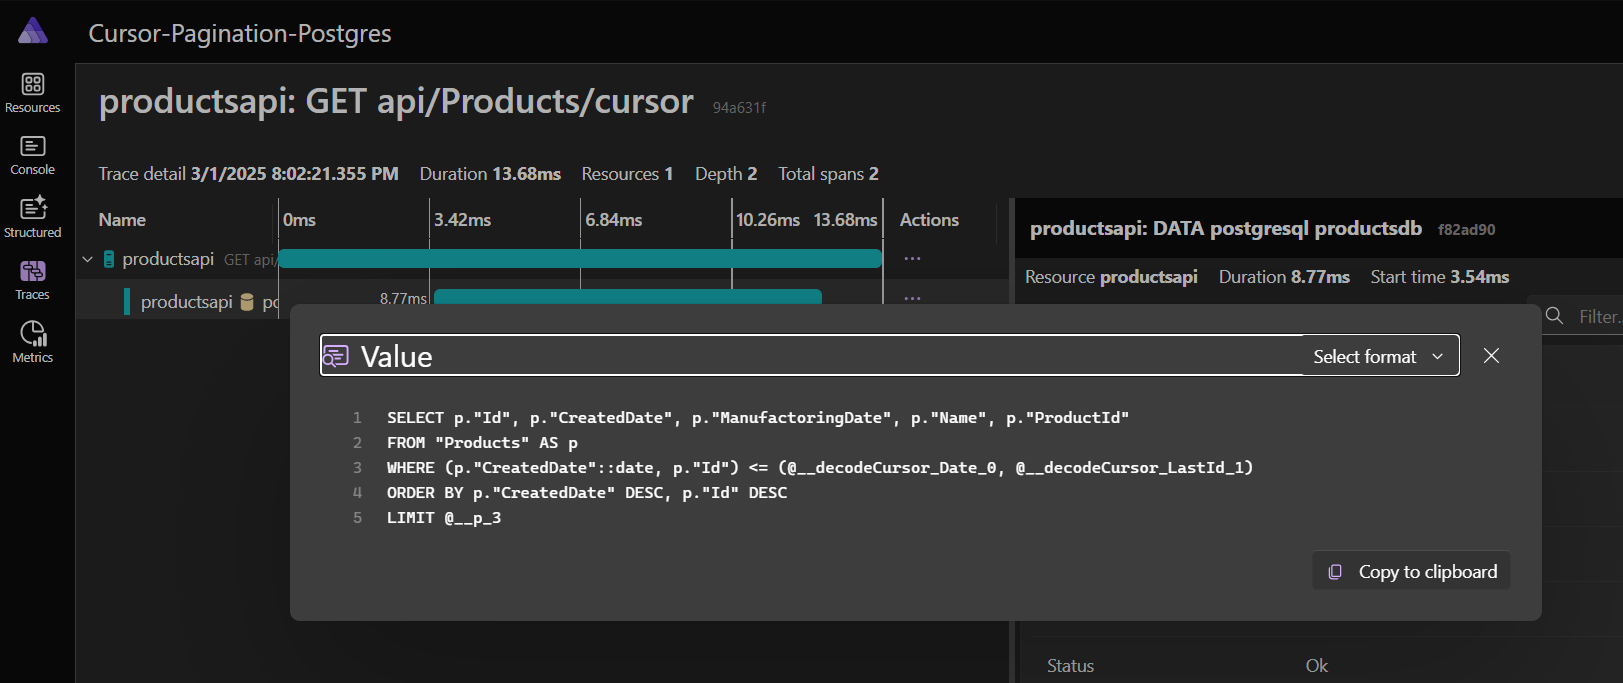 Cursor-Pagination-Postgres
Resources
Console
Structured
Traces
Metrics
productsapi: GET api/Products/cursor 94a631f
Trace detail 3/1/2025 8:02:21.355 PM Duration 13.68ms Resources 1 Depth 2 Total spans 2
Name 0ms 3.42ms 6.84ms 10.26ms 13.68ms Actions
productsapi GET api/
productsapi pc 8.77ms
productsapi: DATA postgresql productsdb f82ad90
Resource productsapi Duration 8.77ms Start time 3.54ms
Filter..
Value Select format
1 SELECT p."Id", p."CreatedDate", p."ManufactoringDate", p."Name", p."ProductId"
2 FROM "Products" AS p
3 WHERE (p."CreatedDate"::date, p."Id") <= (@__decodeCursor_Date_0, @__decodeCursor_LastId_1)
4 ORDER BY p."CreatedDate" DESC, p."Id" DESC
5 LIMIT @__p_3
Copy to clipboard
Status Ok